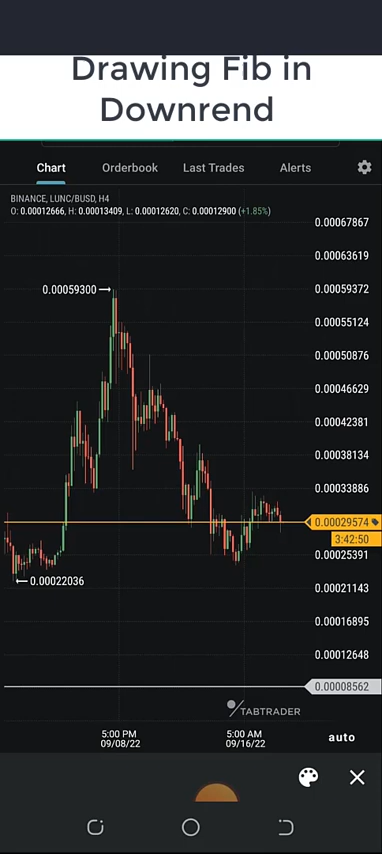 Drawing Fib in
Downrend
Chart Orderbook Last Trades Alerts
BINANCE, LUNC/BUSD, H4
O: 0.00012666, H: 0.00013409, L: 0.00012620, C: 0.00012900 (+1.85%)
0.00067867
0.00063619
0.00059300
0.00059372
0.00055124
0.00050876
0.00046629
0.00042381
0.00038134
0.00033886
0.00029574
3:42:50
0.00025391
0.00022036
0.00021143
0.00016895
0.00012648
0.00008562
TABTRADER
5:00 PM 5:00 AM
09/08/22 09/16/22
auto